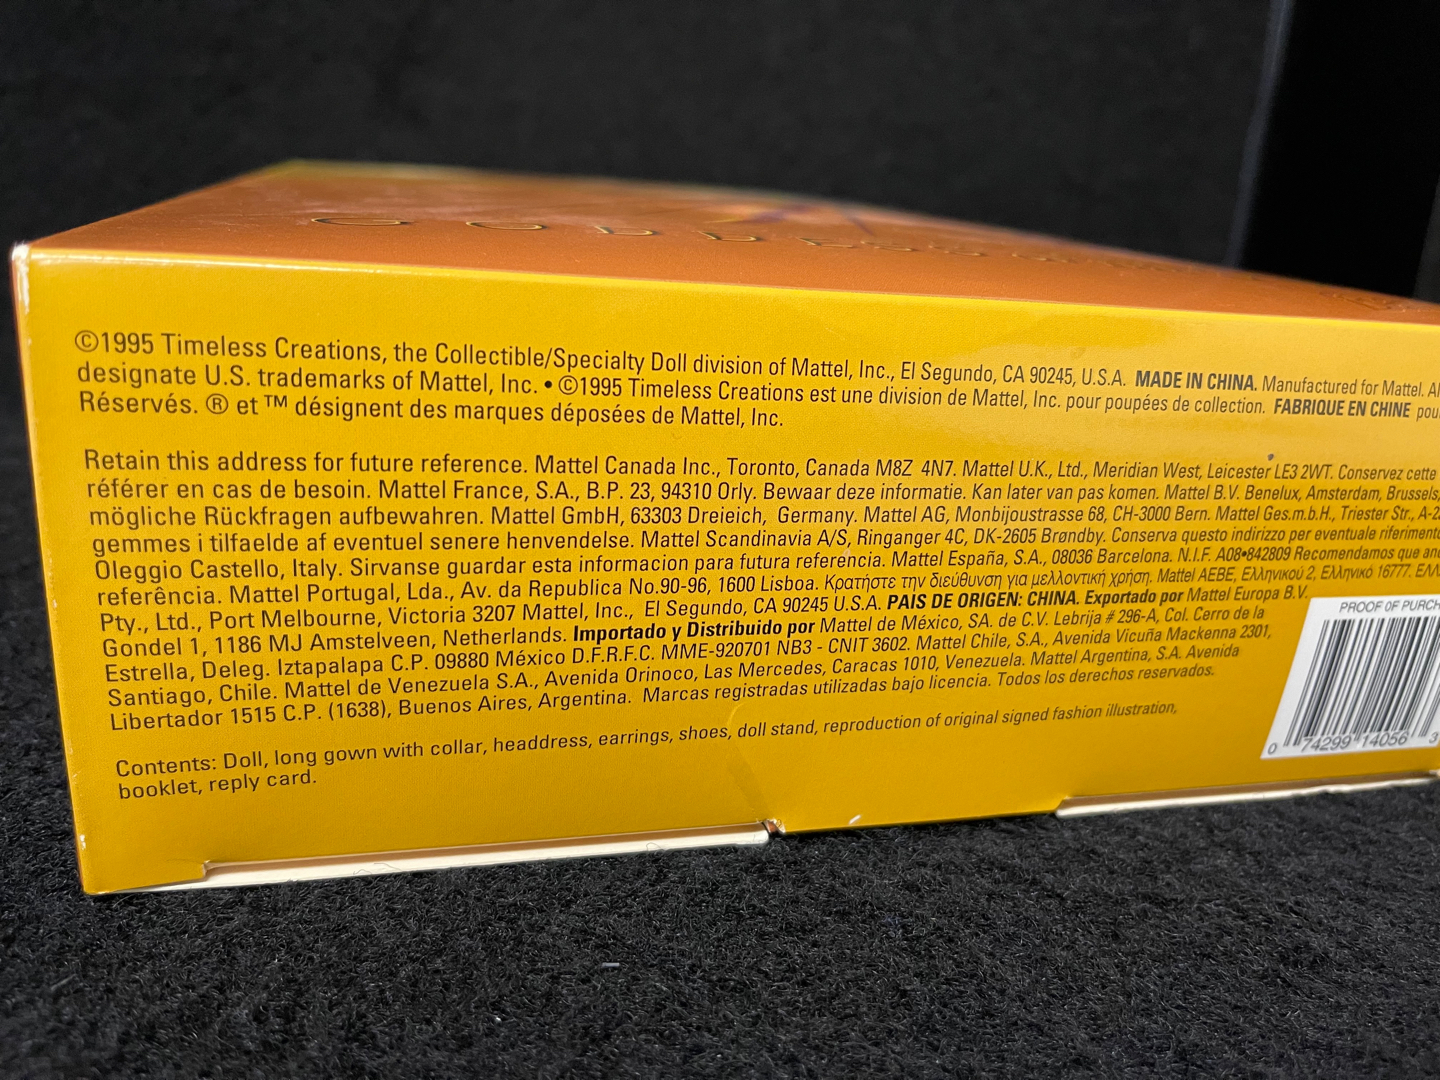 ©1995 Timeless Creations, the Collectible/Specialty Doll division of Mattel, Inc., El Segundo, CA 90245, U.S.A. MADE IN CHINA. Manufactured for Mattel.
designate U.S. trademarks of Mattel, Inc. • ©1995 Timeless Creations est une division de Mattel, Inc. pour poupées de collection. FABRIQUE EN CHINE
Réservés. ® et ™ désignent des marques déposées de Mattel, Inc.
Retain this address for future reference. Mattel Canada Inc., Toronto, Canada M8Z 4N7. Mattel U.K., Ltd., Meridian West, Leicester LE3 2WT. Conservez cette
référer en cas de besoin. Mattel France, S.A., B.P. 23, 94310 Orly. Bewaar deze informatie. Kan later van pas komen. Mattel B.V. Benelux, Amsterdam, Brussels,
mögliche Rückfragen aufbewahren. Mattel GmbH, 63303 Dreieich, Germany. Mattel AG, Monbijoustrasse 68, CH-3000 Bern. Mattel Ges.m.b.H., Triester Str.,
gemmes i tilfaelde af eventuel senere henvendelse. Mattel Scandinavia A/S, Ringanger 4C, DK-2605 Brøndby. Conserva questo indirizzo per eventuale
Oleggio Castello, Italy. Sirvanse guardar esta informacion para futura referencia. Mattel España, S.A., 08036 Barcelona. N.I.F. A08•842809 Recomendamos que
referência. Mattel Portugal, Lda., Av. da Republica No.90-96, 1600 Lisboa. Κρατήστε την διεύθυνση για μελλοντική χρήση. Mattel AEBE, Ελληνικού 2, Ελληνικό 16777.
Pty., Ltd., Port Melbourne, Victoria 3207 Mattel, Inc., El Segundo, CA 90245 U.S.A. PAIS DE ORIGEN: CHINA. Exportado por Mattel Europa B.V.
Gondel 1, 1186 MJ Amstelveen, Netherlands. Importado y Distribuido por Mattel de México, SA. de C.V. Lebrija # 296-A, Col. Cerro de la
Estrella, Deleg. Iztapalapa C.P. 09880 México D.F.R.F.C. MME-920701 NB3 - CNIT 3602. Mattel Chile, S.A., Avenida Vicuña Mackenna 2301,
Santiago, Chile. Mattel de Venezuela S.A., Avenida Orinoco, Las Mercedes, Caracas 1010, Venezuela. Mattel Argentina, S.A. Avenida
Libertador 1515 C.P. (1638), Buenos Aires, Argentina. Marcas registradas utilizadas bajo licencia. Todos los derechos reservados.
Contents: Doll, long gown with collar, headdress, earrings, shoes, doll stand, reproduction of original signed fashion illustration,
booklet, reply card.
PROOF OF
0 74299 14056 3